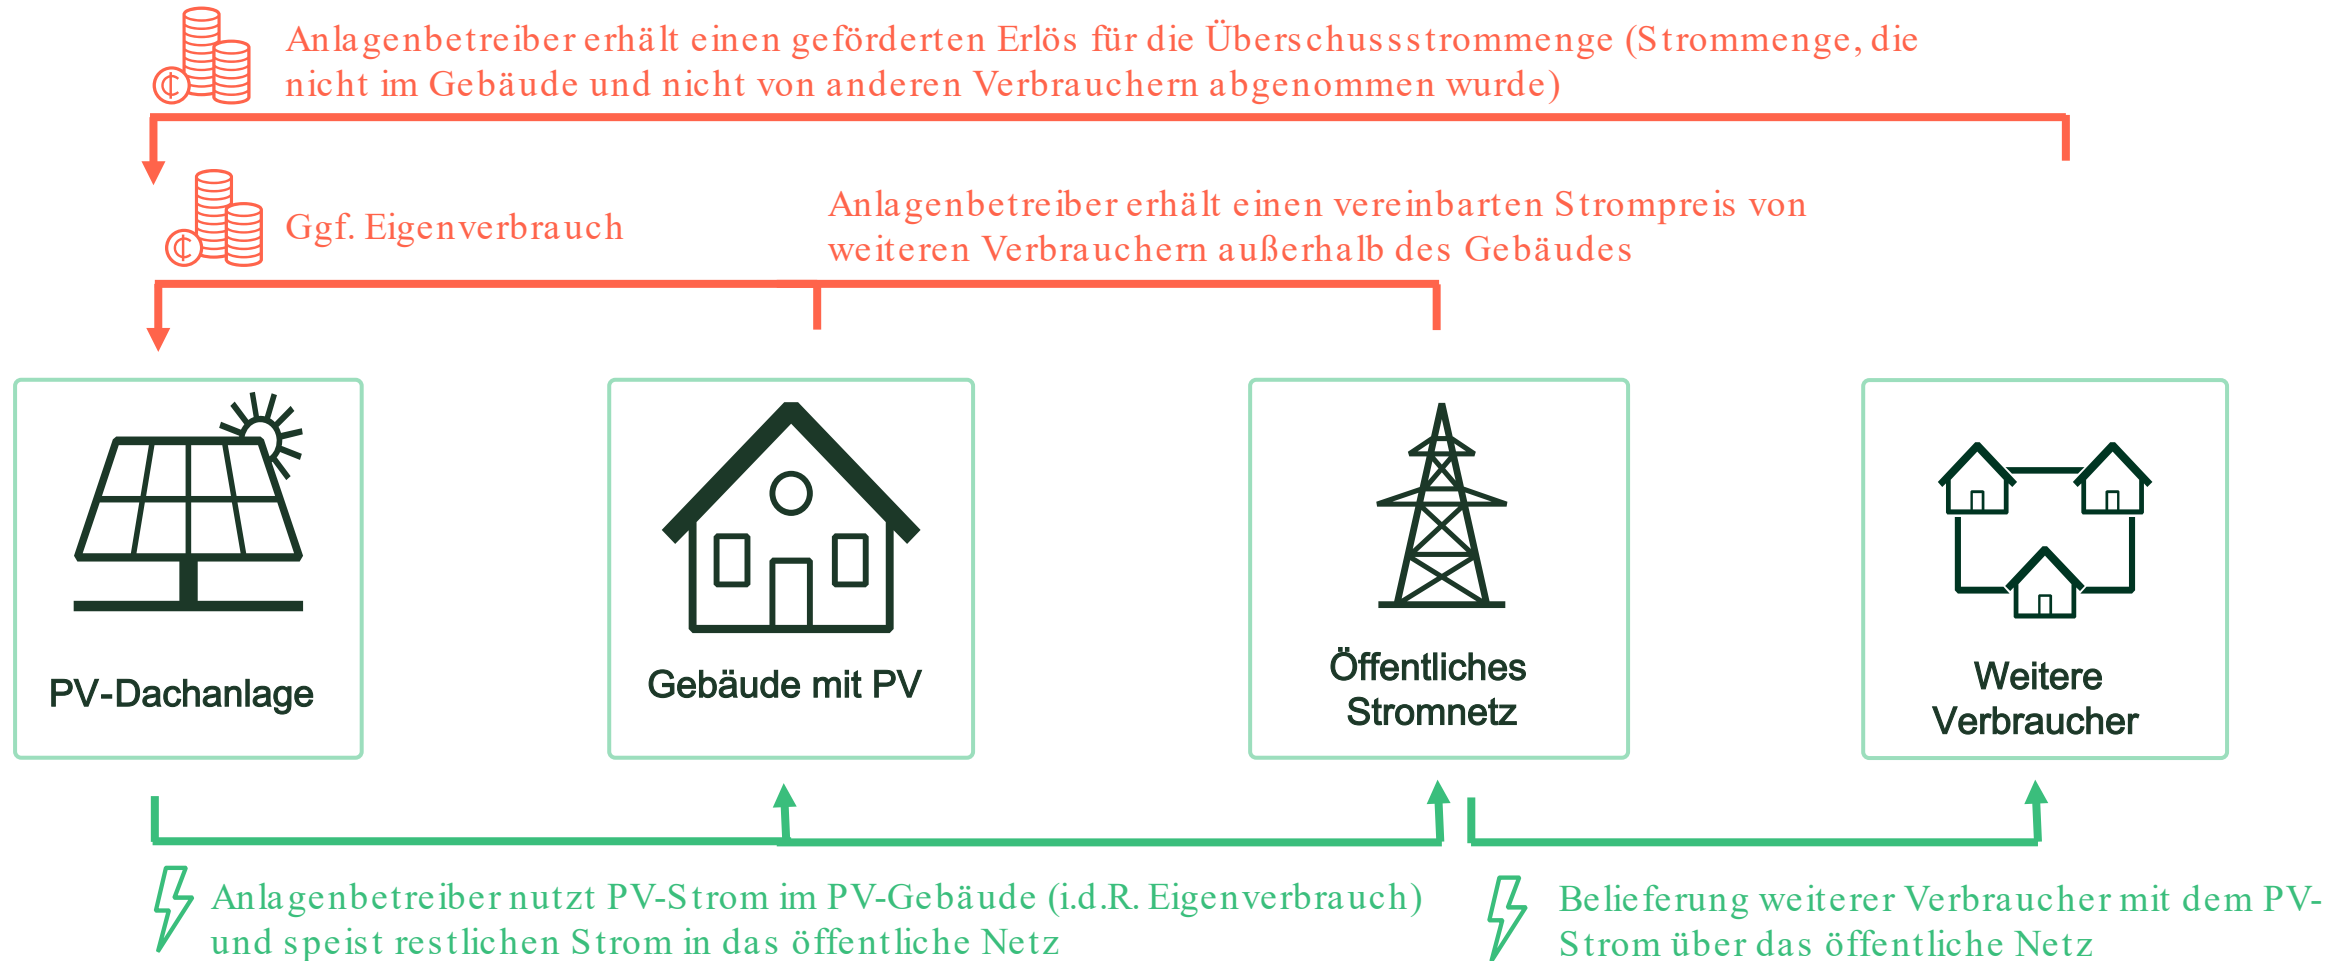 Anlagenbetreiber erhält einen geförderten Erlös für die Überschussstrommenge (Strommenge, die
nicht im Gebäude und nicht von anderen Verbrauchern abgenommen wurde)
Ggf. Eigenverbrauch
Anlagenbetreiber erhält einen vereinbarten Strompreis von
weiteren Verbrauchern außerhalb des Gebäudes
PV-Dachanlage
Gebäude mit PV
Öffentliches
Stromnetz
Weitere
Verbraucher
Anlagenbetreiber nutzt PV-Strom im PV-Gebäude (i.d.R. Eigenverbrauch)
und speist restlichen Strom in das öffentliche Netz
Belieferung weiterer Verbraucher mit dem PV-
Strom über das öffentliche Netz